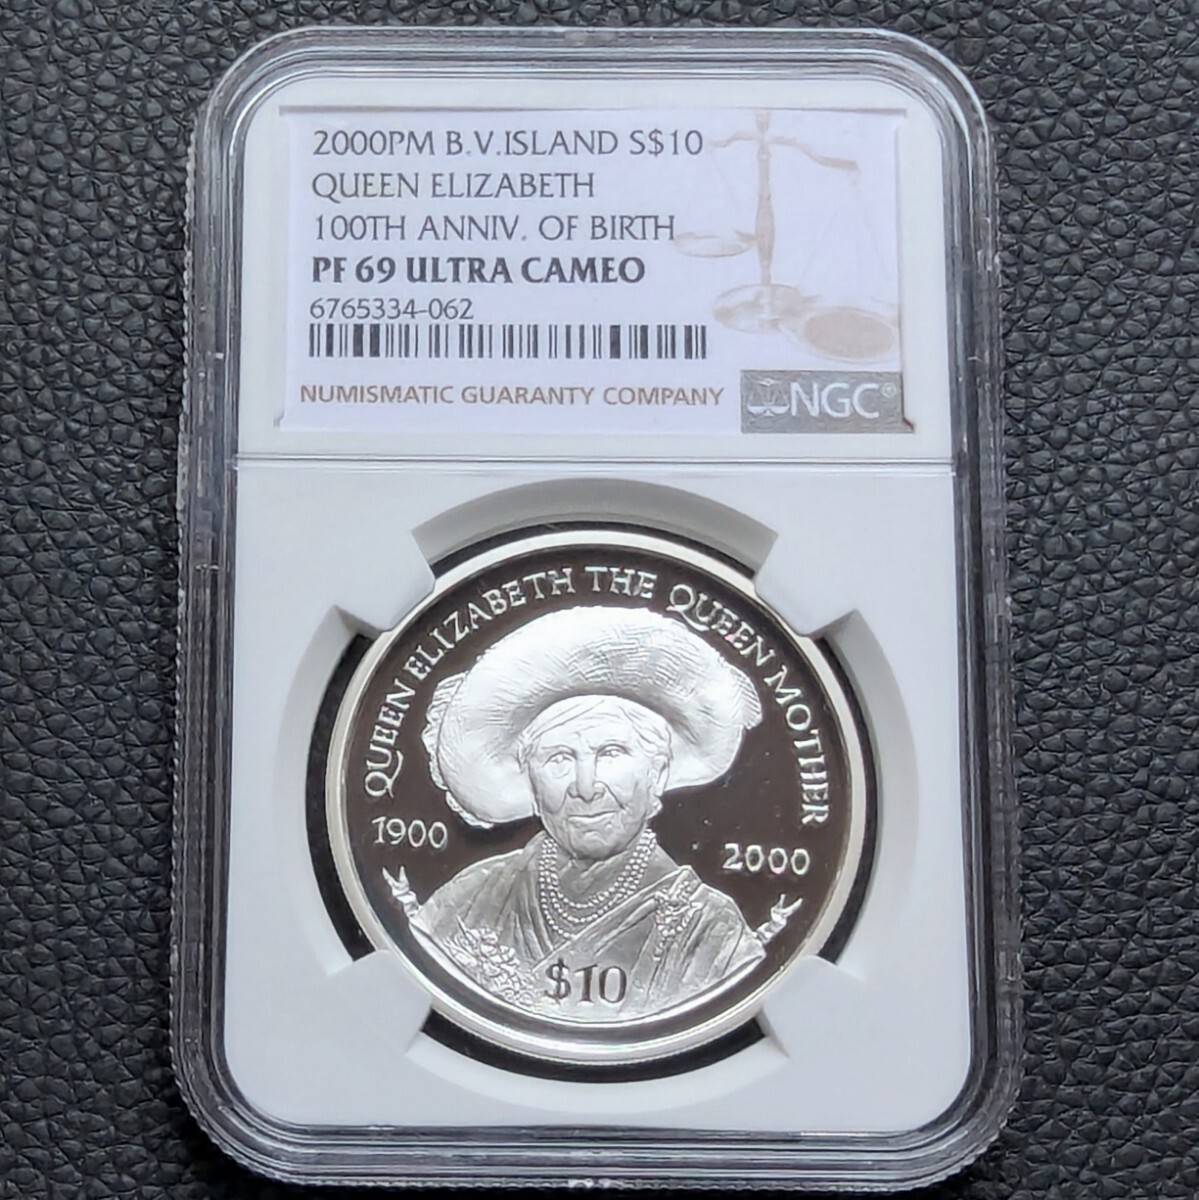 2000PM B.V.ISLAND S$10
QUEEN ELIZABETH
100TH ANNIV. OF BIRTH
PF 69 ULTRA CAMEO
6765334-062
NUMISMATIC GUARANTY COMPANY
NGC®
QUEEN ELIZABETH THE QUEEN MOTHER
1900
2000
$10